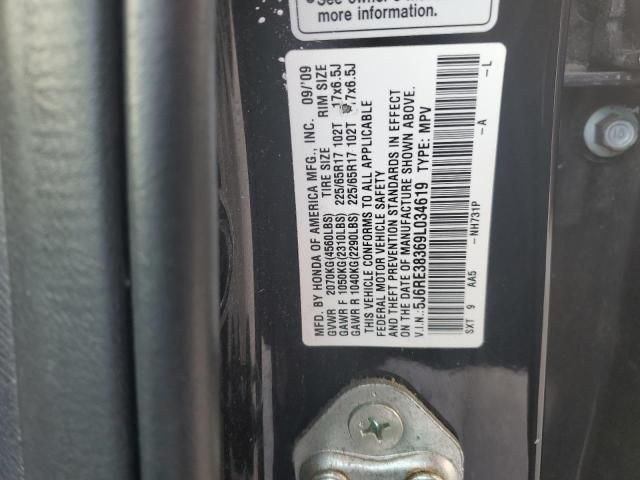 See owner's
more information.
MFD. BY HONDA OF AMERICA MFG., INC. 09/'09
GVWR 2070KG(4560LBS) TIRE SIZE RIM SIZE
GAWR F 1050KG(2310LBS) 225/65R17 102T 17x6.5J
GAWR R 1040KG(2290LBS) 225/65R17 102T 17x6.5J
THIS VEHICLE CONFORMS TO ALL APPLICABLE
FEDERAL MOTOR VEHICLE SAFETY
AND THEFT PREVENTION STANDARDS IN EFFECT
ON THE DATE OF MANUFACTURE SHOWN ABOVE.
V.I.N.: 5J6RE38369L034619 TYPE: MPV
SXT 9 AA5 -NH731P -A -L